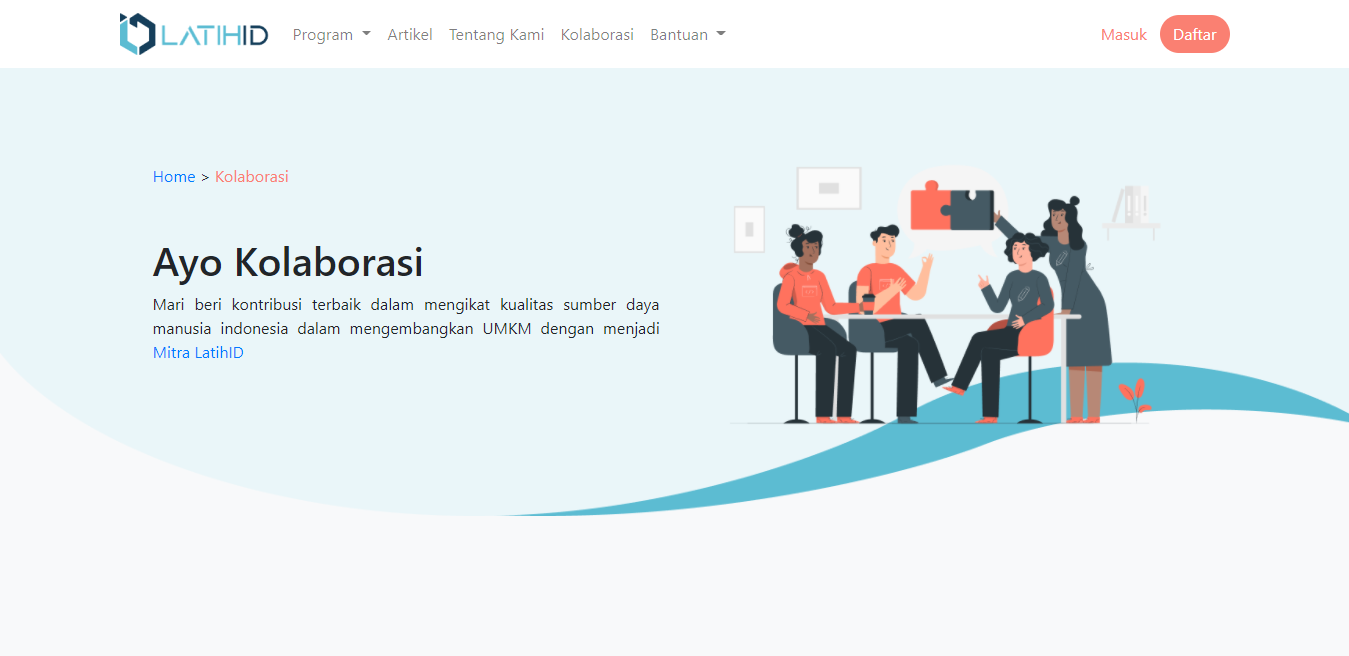 LATIHID Program Artikel Tentang Kami Kolaborasi Bantuan Masuk Daftar
Home > Kolaborasi
Ayo Kolaborasi
Mari beri kontribusi terbaik dalam mengikat kualitas sumber daya
manusia indonesia dalam mengembangkan UMKM dengan menjadi
Mitra LatihID